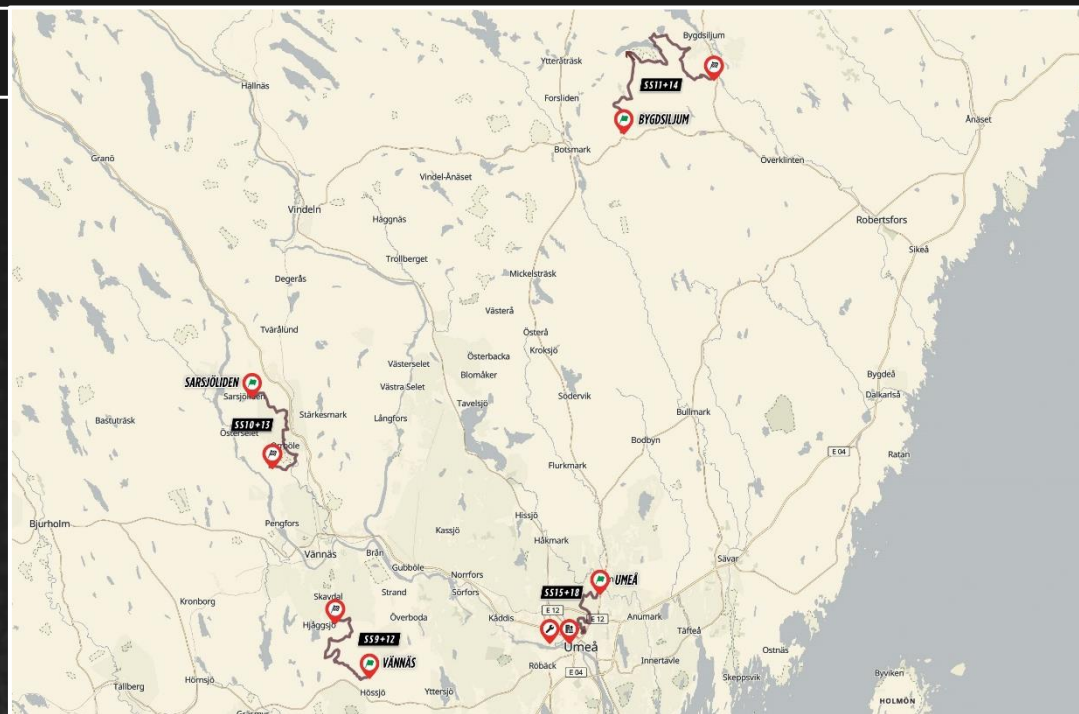 Bygdsiljum
Ytteråträsk
Hällnäs
SS11+14
Forsliden
BYGDSILJUM
Ånäset
Botsmark
Granö
Överklinten
Vindel-Ånäset
Vindeln
Häggnäs
Robertsfors
Sikeå
Trollberget
Mickelsträsk
Degerås
Västerå
Tvärålund
Österå
Kroksjö
Österbacka
Västerselet
Blomåker
Bygdeå
SARSJÖLIDEN
Västra Selet
Dalkarlså
Sarsjöliden
Tavelsjö
Södervik
Stärkesmark
Bullmark
Bastuträsk
Långfors
SS10+13
Österselet
Bodbyn
E 04
Ratan
Flurkmark
Hissjö
Bjurholm
Pengfors
Kassjö
Håkmark
Vännäs
Brån
Sävar
Gubböle
Norrfors
UMEÅ
Strand
Sörfors
SS15+18
Skavdal
Kronborg
E 12
Hjåggsjö
Överboda
Kåddis
E 12
Anumark
Täfteå
SS9+12
Umeå
Ostnäs
VÄNNÄS
Röbäck
Innertavle
E 04
Byviken
Tällberg
Hörnsjö
Hössjö
Yttersjö
Skeppsvik
HOLMÖN